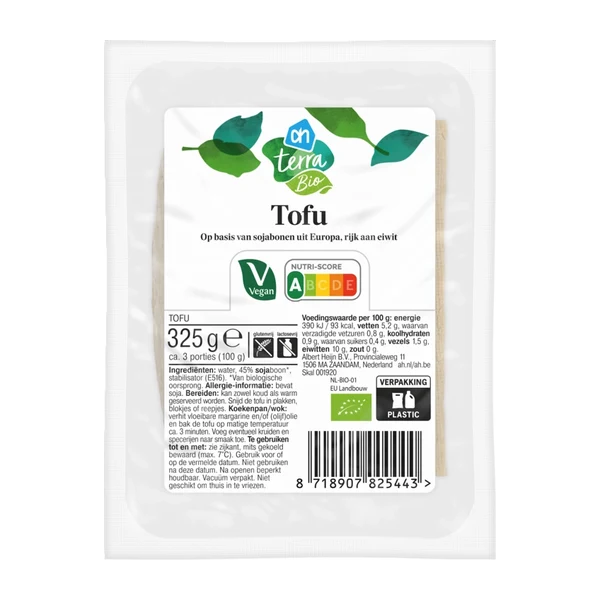 ah
terra
Bio
Tofu
Op basis van sojabonen uit Europa, rijk aan eiwit
V
Vegan
NUTRI-SCORE
A B C D E
TOFU
325g e
ca. 3 porties (100 g)
glutenvrij lactosevrij
Voedingswaarde per 100 g: energie
390 kJ / 93 kcal, vetten 5,2 g, waarvan
verzadigde vetzuren 0,8 g, koolhydraten
0,9 g, waarvan suikers 0,4 g, vezels 1,5 g,
eiwitten 10 g, zout 0 g.
Albert Heijn B.V., Provincialeweg 11
1506 MA ZAANDAM, Nederland ah.nl/ah.be
Skal 001920
Ingrediënten: water, 45% sojaboon*,
stabilisator (E516). *Van biologische
oorsprong. Allergie-informatie: bevat
soja. Bereiden: kan zowel koud als warm
geserveerd worden. Snijd de tofu in plakken,
blokjes of reepjes. Koekenpan/wok:
verhit vloeibare margarine en/of (olijf)olie
en bak de tofu op matige temperatuur
ca. 3 minuten. Voeg eventueel kruiden en
specerijen naar smaak toe. Te gebruiken
tot en met: zie zijkant, mits gekoeld
bewaard (max. 7°C). Gebruik voor of
op de vermelde datum. Niet gebruiken
na deze datum. Na openen beperkt
houdbaar. Vacuüm verpakt. Niet
geschikt om thuis in te vriezen.
NL-BIO-01
EU Landbouw
VERPAKKING
PLASTIC
8 718907 825443 >